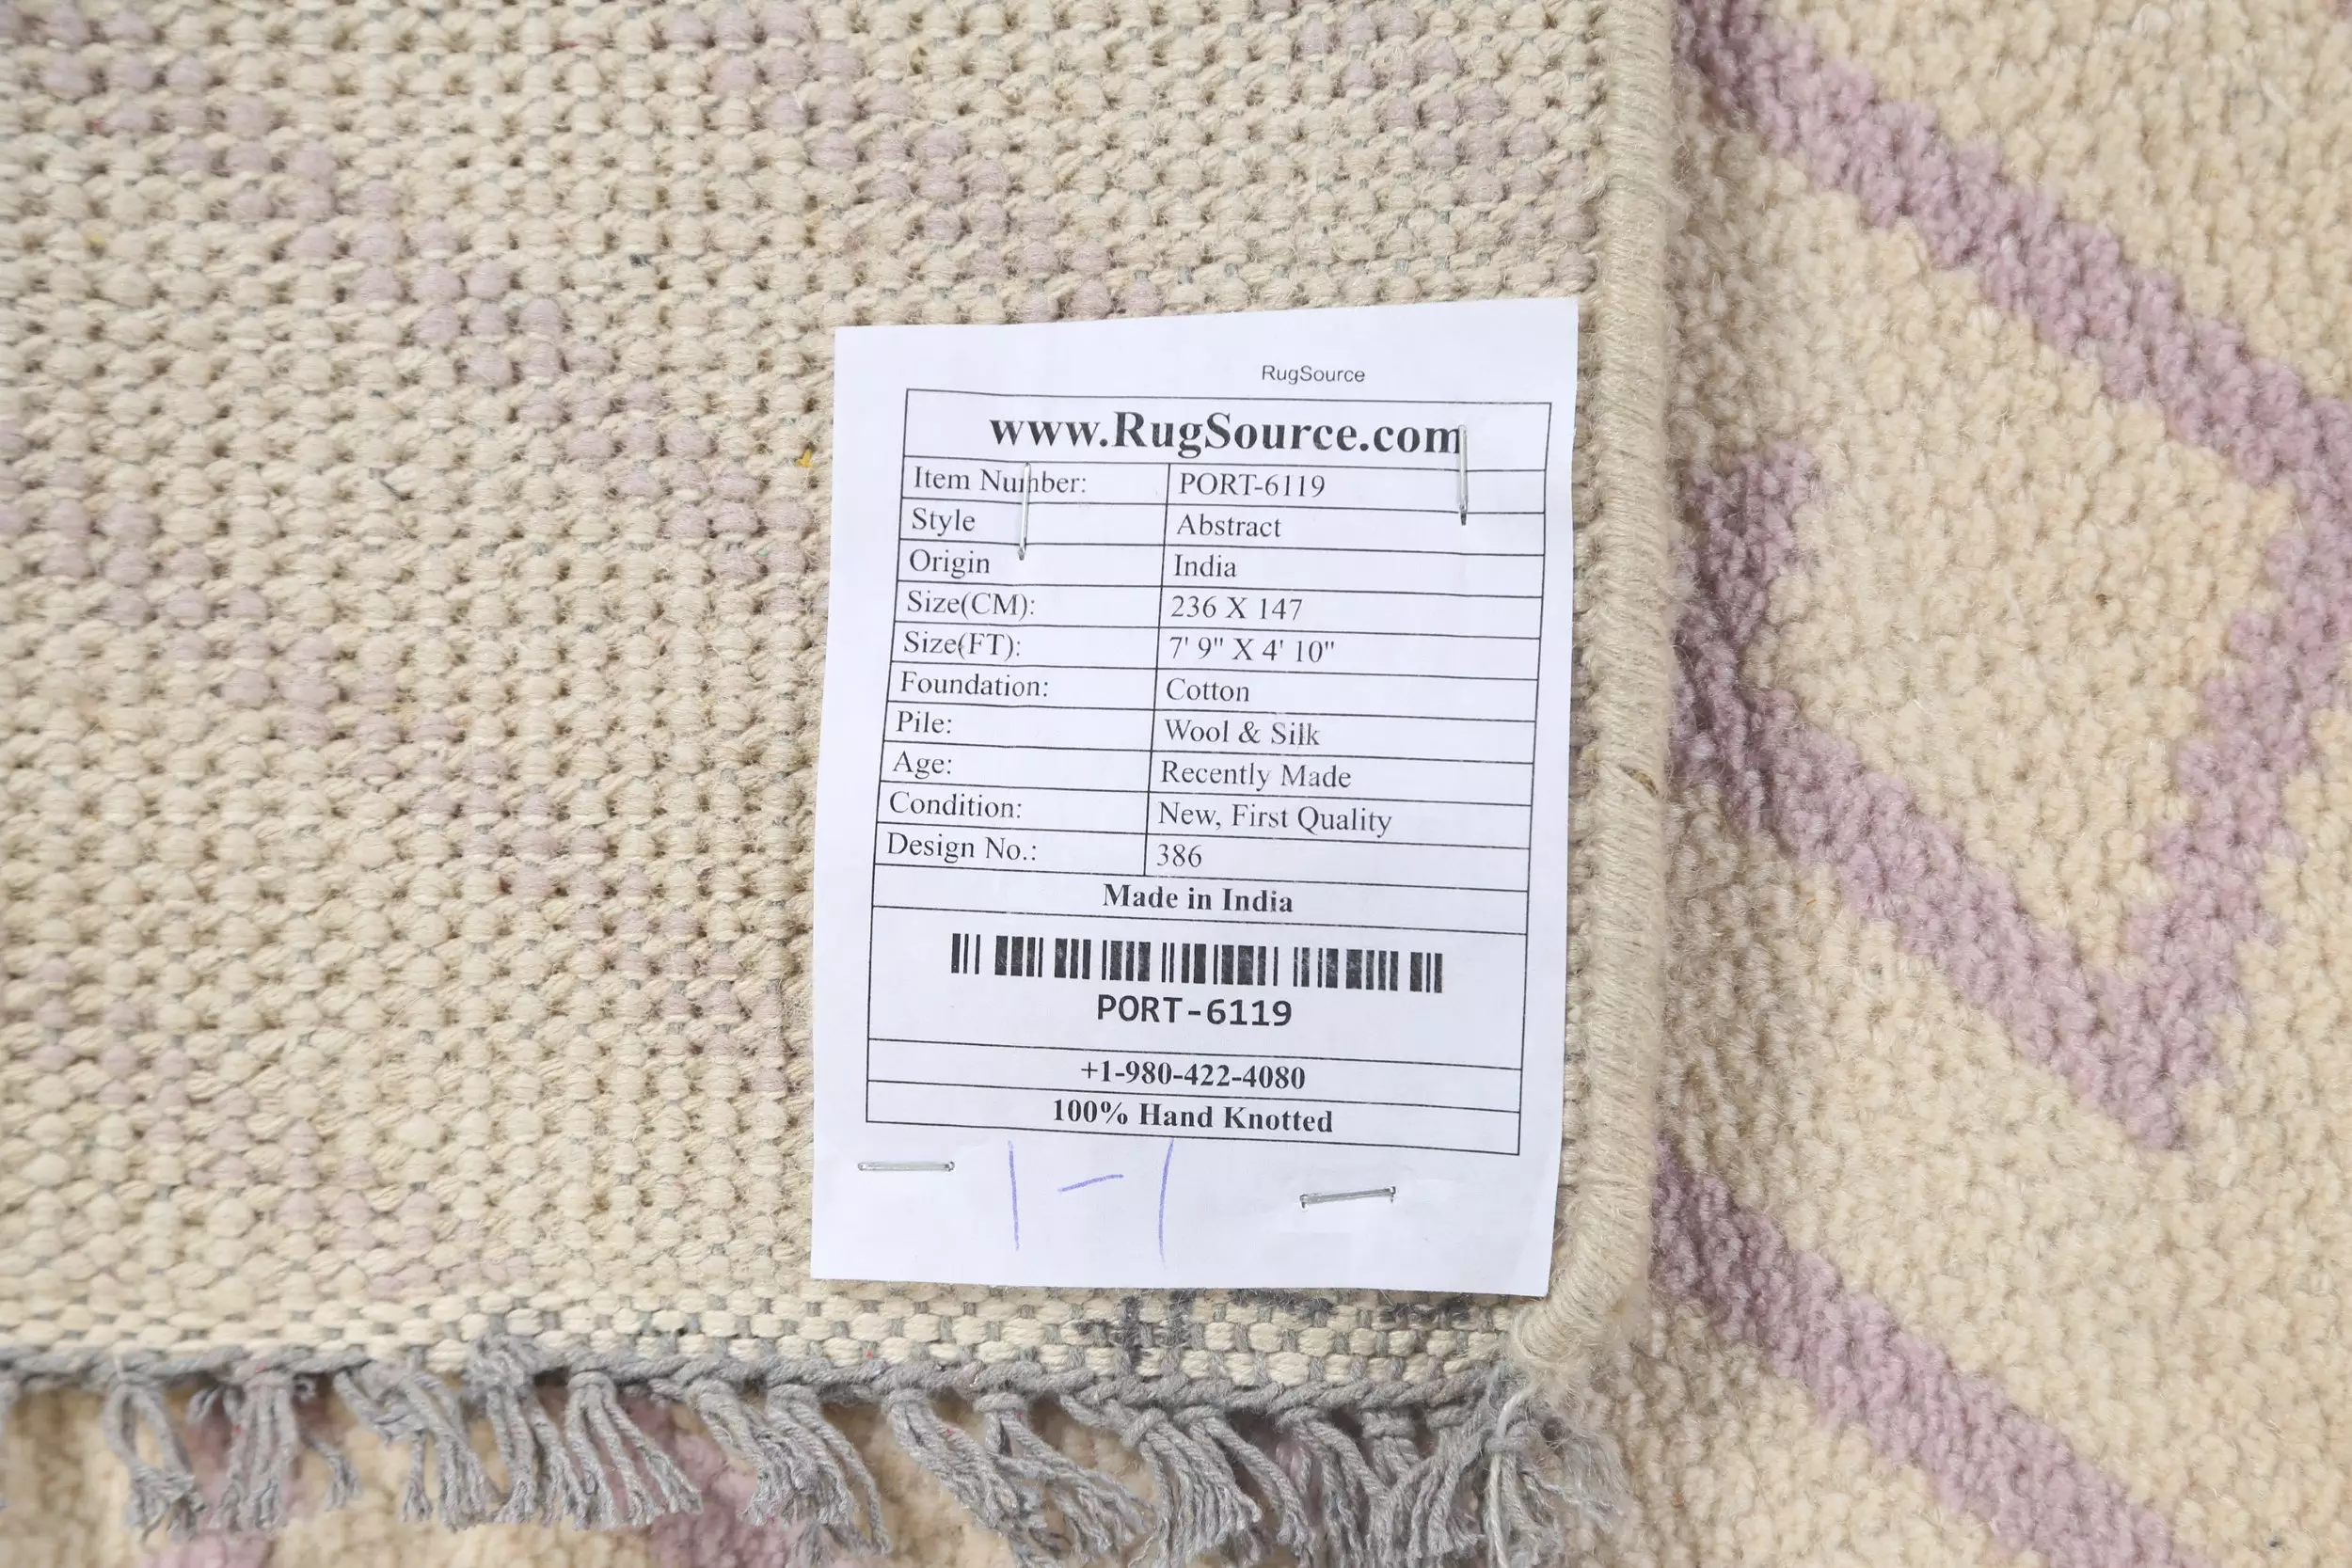 RugSource
www.RugSource.com
Item Number: PORT-6119
Style Abstract
Origin India
Size(CM): 236 X 147
Size(FT): 7' 9" X 4' 10"
Foundation: Cotton
Pile: Wool & Silk
Age: Recently Made
Condition: New, First Quality
Design No.: 386
Made in India
PORT-6119
+1-980-422-4080
100% Hand Knotted
1-1